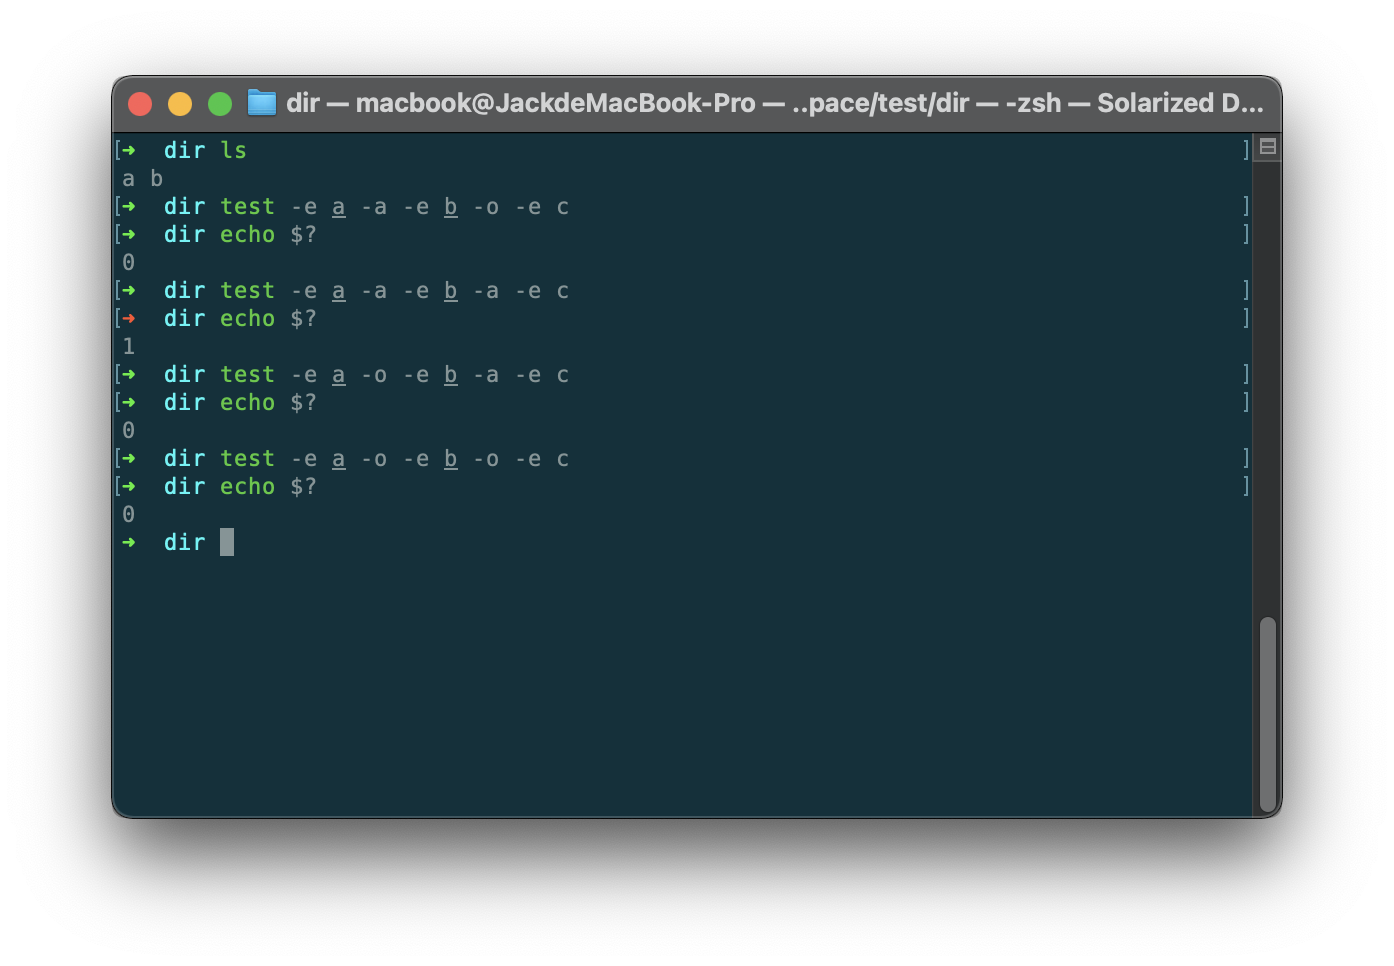 dir — macbook@JackdeMacBook-Pro — ..pace/test/dir — -zsh — Solarized D...
[➜  dir ls ]
a b
[➜  dir test -e a -a -e b -o -e c ]
[➜  dir echo $? ]
0
[➜  dir test -e a -a -e b -a -e c ]
[➜  dir echo $? ]
1
[➜  dir test -e a -o -e b -a -e c ]
[➜  dir echo $? ]
0
[➜  dir test -e a -o -e b -o -e c ]
[➜  dir echo $? ]
0
➜  dir